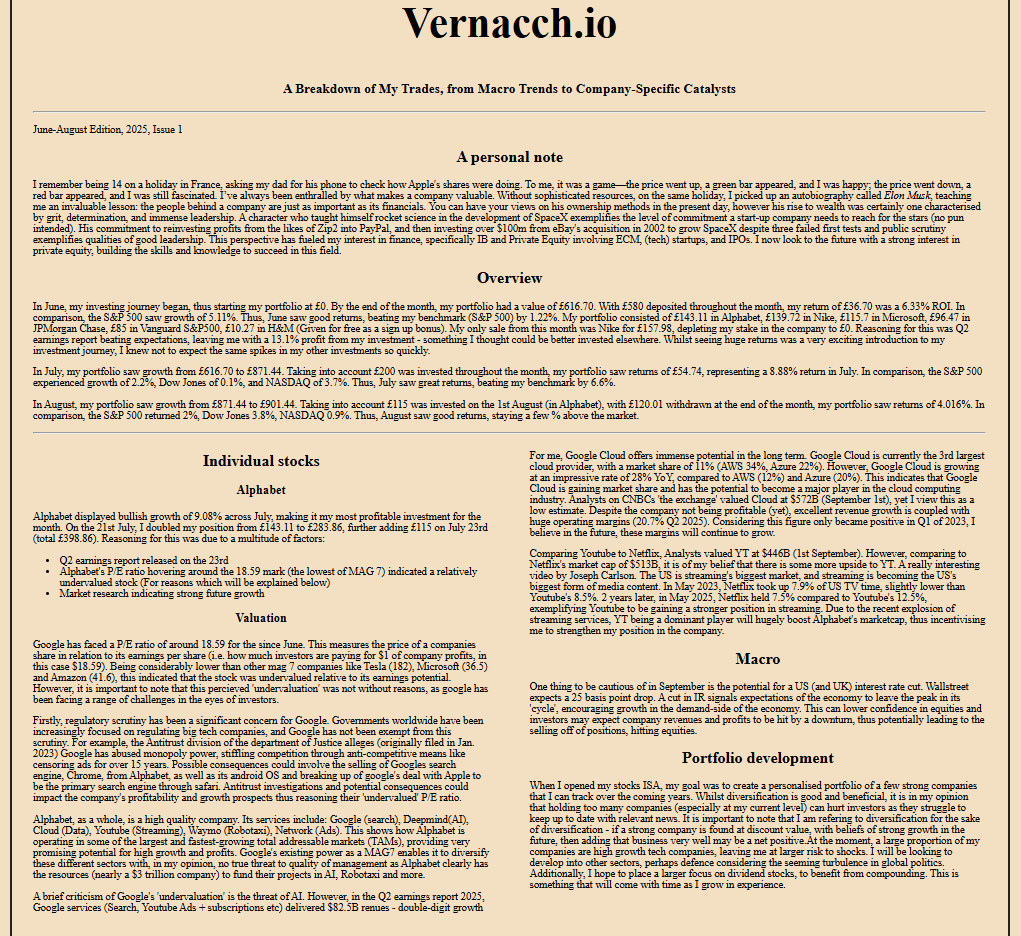 Vernacch.io
A Breakdown of My Trades, from Macro Trends to Company-Specific Catalysts
June-August Edition, 2025, Issue 1
A personal note
I remember being 14 on a holiday in France, asking my dad for his phone to check how Apple's shares were doing. To me, it was a game—the price went up, a green bar appeared, and I was happy; the price went down, a
red bar appeared, and I was still fascinated. I've always been enthralled by what makes a company valuable. Without sophisticated resources, on the same holiday, I picked up an autobiography called Elon Musk, teaching
me an invaluable lesson: the people behind a company are just as important as its financials. You can have your views on his ownership methods in the present day, however his rise to wealth was certainly one characterised
by grit, determination, and immense leadership. A character who taught himself rocket science in the development of SpaceX exemplifies the level of commitment a start-up company needs to reach for the stars (no pun
intended). His commitment to reinvesting profits from the likes of Zip2 into PayPal, and then investing over $100m from eBay's acquisition in 2002 to grow SpaceX despite three failed first tests and public scrutiny
exemplifies qualities of good leadership. This perspective has fueled my interest in finance, specifically IB and Private Equity involving ECM, (tech) startups, and IPOs. I now look to the future with a strong interest in
private equity, building the skills and knowledge to succeed in this field.
Overview
In June, my investing journey began, thus starting my portfolio at £0. By the end of the month, my portfolio had a value of £616.70. With £580 deposited throughout the month, my return of £36.70 was a 6.33% ROI. In
comparison, the S&P 500 saw growth of 5.11%. Thus, June saw good returns, beating my benchmark (S&P 500) by 1.22%. My portfolio consisted of £143.11 in Alphabet, £139.72 in Nike, £115.7 in Microsoft, £96.47 in
JPMorgan Chase, £85 in Vanguard S&P500, £10.27 in H&M (Given for free as a sign up bonus). My only sale from this month was Nike for £157.98, depleting my stake in the company to £0. Reasoning for this was Q2
earnings report beating expectations, leaving me with a 13.1% profit from my investment - something I thought could be better invested elsewhere. Whilst seeing huge returns was a very exciting introduction to my
investment journey, I knew not to expect the same spikes in my other investments so quickly.
In July, my portfolio saw growth from £616.70 to £871.44. Taking into account £200 was invested throughout the month, my portfolio saw returns of £54.74, representing a 8.88% return in July. In comparison, the S&P 500
experienced growth of 2.2%, Dow Jones of 0.1%, and NASDAQ of 3.7%. Thus, July saw great returns, beating my benchmark by 6.6%.
In August, my portfolio saw growth from £871.44 to £901.44. Taking into account £115 was invested on the 1st August (in Alphabet), with £120.01 withdrawn at the end of the month, my portfolio saw returns of 4.016%. In
comparison, the S&P 500 returned 2%, Dow Jones 3.8%, NASDAQ 0.9%. Thus, August saw good returns, staying a few % above the market.
Individual stocks
Alphabet
Alphabet displayed bullish growth of 9.08% across July, making it my most profitable investment for the
month. On the 21st July, I doubled my position from £143.11 to £283.86, further adding £115 on July 23rd
(total £398.86). Reasoning for this was due to a multitude of factors:
• Q2 earnings report released on the 23rd
• Alphabet's P/E ratio hovering around the 18.59 mark (the lowest of MAG 7) indicated a relatively
undervalued stock (For reasons which will be explained below)
• Market research indicating strong future growth
Valuation
Google has faced a P/E ratio of around 18.59 for the since June. This measures the price of a companies
share in relation to its earnings per share (i.e. how much investors are paying for $1 of company profits, in
this case $18.59). Being considerably lower than other mag 7 companies like Tesla (182), Microsoft (36.5)
and Amazon (41.6), this indicated that the stock was undervalued relative to its earnings potential.
However, it is important to note that this percieved 'undervaluation' was not without reasons, as google has
been facing a range of challenges in the eyes of investors.
Firstly, regulatory scrutiny has been a significant concern for Google. Governments worldwide have been
increasingly focused on regulating big tech companies, and Google has not been exempt from this
scrutiny. For example, the Antitrust division of the department of Justice alleges (originally filed in Jan.
2023) Google has abused monopoly power, stiffling competition through anti-competitive means like
censoring ads for over 15 years. Possible consequences could involve the selling of Googles search
engine, Chrome, from Alphabet, as well as its android OS and breaking up of google's deal with Apple to
be the primary search engine through safari. Antitrust investigations and potential consequences could
impact the company's profitability and growth prospects thus reasoning their 'undervalued' P/E ratio.
Alphabet, as a whole, is a high quality company. Its services include: Google (search), Deepmind(AI),
Cloud (Data), Youtube (Streaming), Waymo (Robotaxi), Network (Ads). This shows how Alphabet is
operating in some of the largest and fastest-growing total addressable markets (TAMs), providing very
promising potential for high growth and profits. Google's existing power as a MAG7 enables it to diversify
these different sectors with, in my opinion, no true threat to quality of management as Alphabet clearly has
the resources (nearly a $3 trillion company) to fund their projects in AI, Robotaxi and more.
A brief criticism of Google's 'undervaluation' is the threat of AI. However, in the Q2 earnings report 2025,
Google services (Search, Youtube Ads + subscriptions etc) delivered $82.5B renues - double-digit growth
For me, Google Cloud offers immense potential in the long term. Google Cloud is currently the 3rd largest
cloud provider, with a market share of 11% (AWS 34%, Azure 22%). However, Google Cloud is growing
at an impressive rate of 28% YoY, compared to AWS (12%) and Azure (20%). This indicates that Google
Cloud is gaining market share and has the potential to become a major player in the cloud computing
industry. Analysts on CNBCs 'the exchange' valued Cloud at $572B (September 1st), yet I view this as a
low estimate. Despite the company not being profitable (yet), excellent revenue growth is coupled with
huge operating margins (20.7% Q2 2025). Considering this figure only became positive in Q1 of 2023, I
believe in the future, these margins will continue to grow.
Comparing Youtube to Netflix, Analysts valued YT at $446B (1st September). However, comparing to
Netflix's market cap of $513B, it is of my belief that there is some more upside to YT. A really interesting
video by Joseph Carlson. The US is streaming's biggest market, and streaming is becoming the US's
biggest form of media content. In May 2023, Netflix took up 7.9% of US TV time, slightly lower than
Youtube's 8.5%. 2 years later, in May 2025, Netflix held 7.5% compared to Youtube's 12.5%,
exemplifying Youtube to be gaining a stronger position in streaming. Due to the recent explosion of
streaming services, YT being a dominant player will hugely boost Alphabet's marketcap, thus incentivising
me to strengthen my position in the company.
Macro
One thing to be cautious of in September is the potential for a US (and UK) interest rate cut. Wallstreet
expects a 25 basis point drop. A cut in IR signals expectations of the economy to leave the peak in its
'cycle', encouraging growth in the demand-side of the economy. This can lower confidence in equities and
investors may expect company revenues and profits to be hit by a downturn, thus potentially leading to the
selling off of positions, hitting equities.
Portfolio development
When I opened my stocks ISA, my goal was to create a personalised portfolio of a few strong companies
that I can track over the coming years. Whilst diversification is good and beneficial, it is in my opinion
that holding too many companies (especially at my current level) can hurt investors as they struggle to
keep up to date with relevant news. It is important to note that I am refering to diversification for the sake
of diversification - if a strong company is found at discount value, with beliefs of strong growth in the
future, then adding that business very well may be a net positive.At the moment, a large proportion of my
companies are high growth tech companies, leaving me at larger risk to shocks. I will be looking to
develop into other sectors, perhaps defence considering the seeming turbulence in global politics.
Additionally, I hope to place a larger focus on dividend stocks, to benefit from compounding. This is
something that will come with time as I grow in experience.